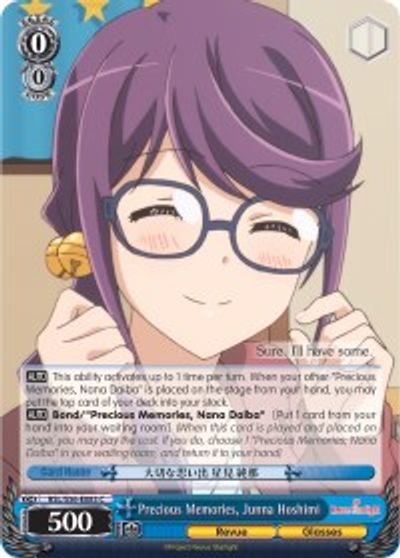 0
0
Sure. I'll have some.
AUTO This ability activates up to 1 time per turn. When your other "Precious
Memories, Nana Daiba" is placed on the stage from your hand, you may
put the top card of your deck into your stock.
AUTO Bond/"Precious Memories, Nana Daiba" [Put 1 card from your
hand into your waiting room] When this card is played and placed on
stage, you may pay the cost. If you do, choose 1 "Precious Memories, Nana
Daiba" in your waiting room, and return it to your hand)
Card Name
大切な思い出 星見 純那
500
Precious Memories, Junna Hoshimi
Revue
Glasses
©Project Revue Starlight